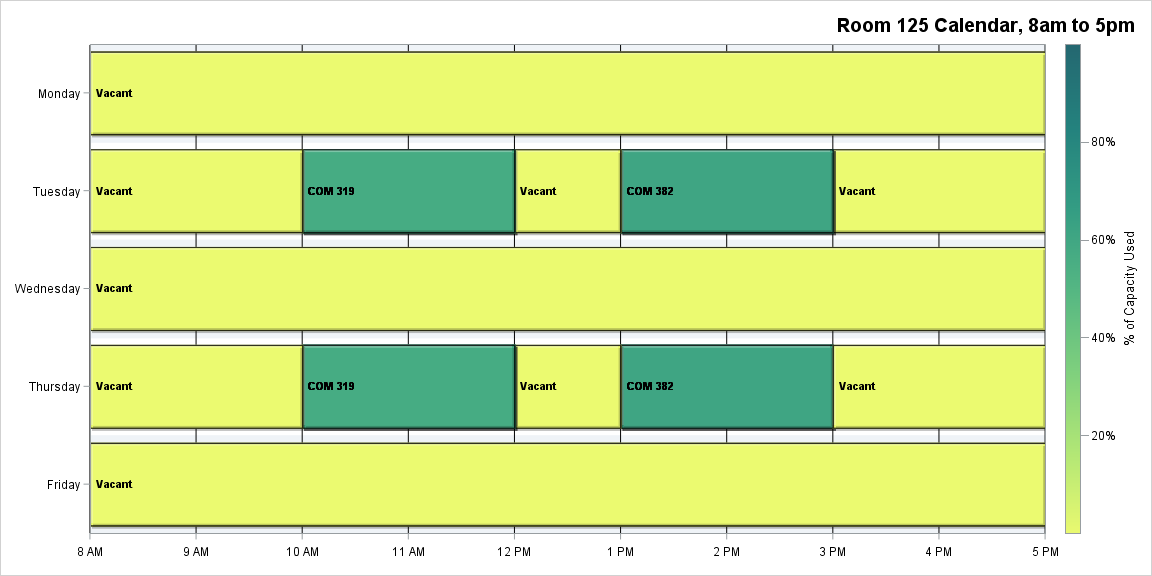 Room 125 Calendar, 8am to 5pm
Monday
Vacant
Tuesday
Vacant
COM 319
Vacant
COM 382
Vacant
Wednesday
Vacant
Thursday
Vacant
COM 319
Vacant
COM 382
Vacant
Friday
Vacant
8 AM
9 AM
10 AM
11 AM
12 PM
1 PM
2 PM
3 PM
4 PM
5 PM
80%
60%
40%
20%
% of Capacity Used